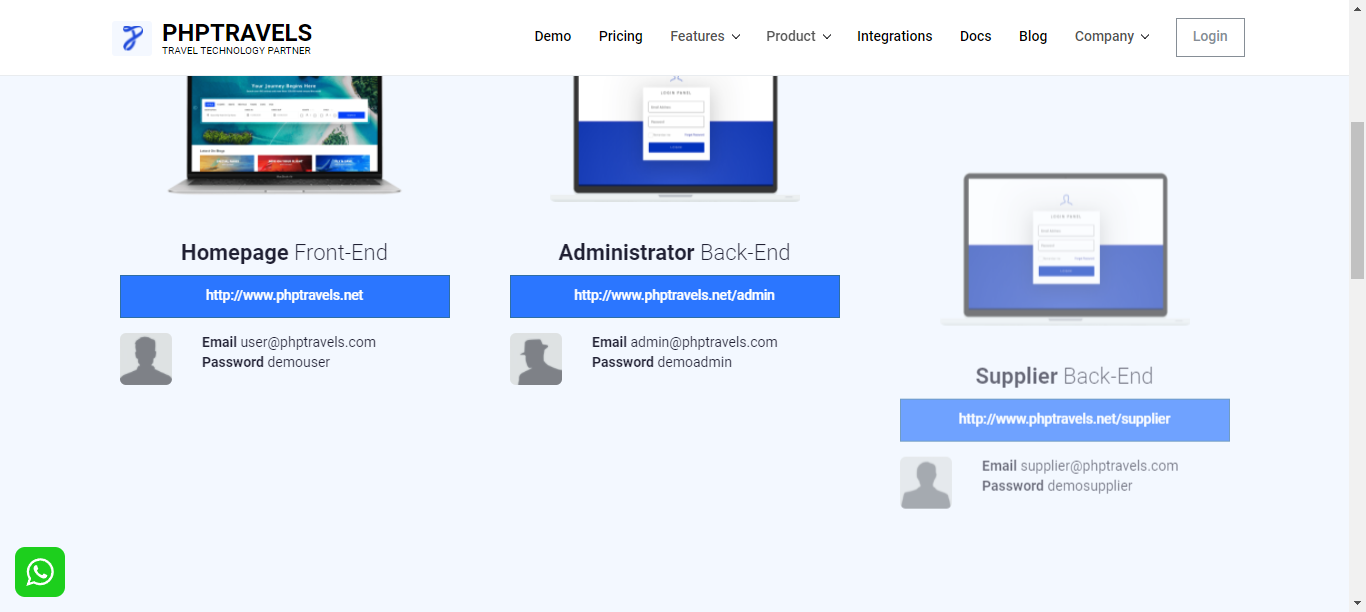 PHPTRAVELS
TRAVEL TECHNOLOGY PARTNER
Demo
Pricing
Features
Product
Integrations
Docs
Blog
Company
Login
Your Journey Begins Here
LOGIN PANEL
Homepage Front-End
http://www.phptravels.net
Email user@phptravels.com
Password demouser
Administrator Back-End
http://www.phptravels.net/admin
Email admin@phptravels.com
Password demoadmin
LOGIN PANEL
Supplier Back-End
http://www.phptravels.net/supplier
Email supplier@phptravels.com
Password demosupplier